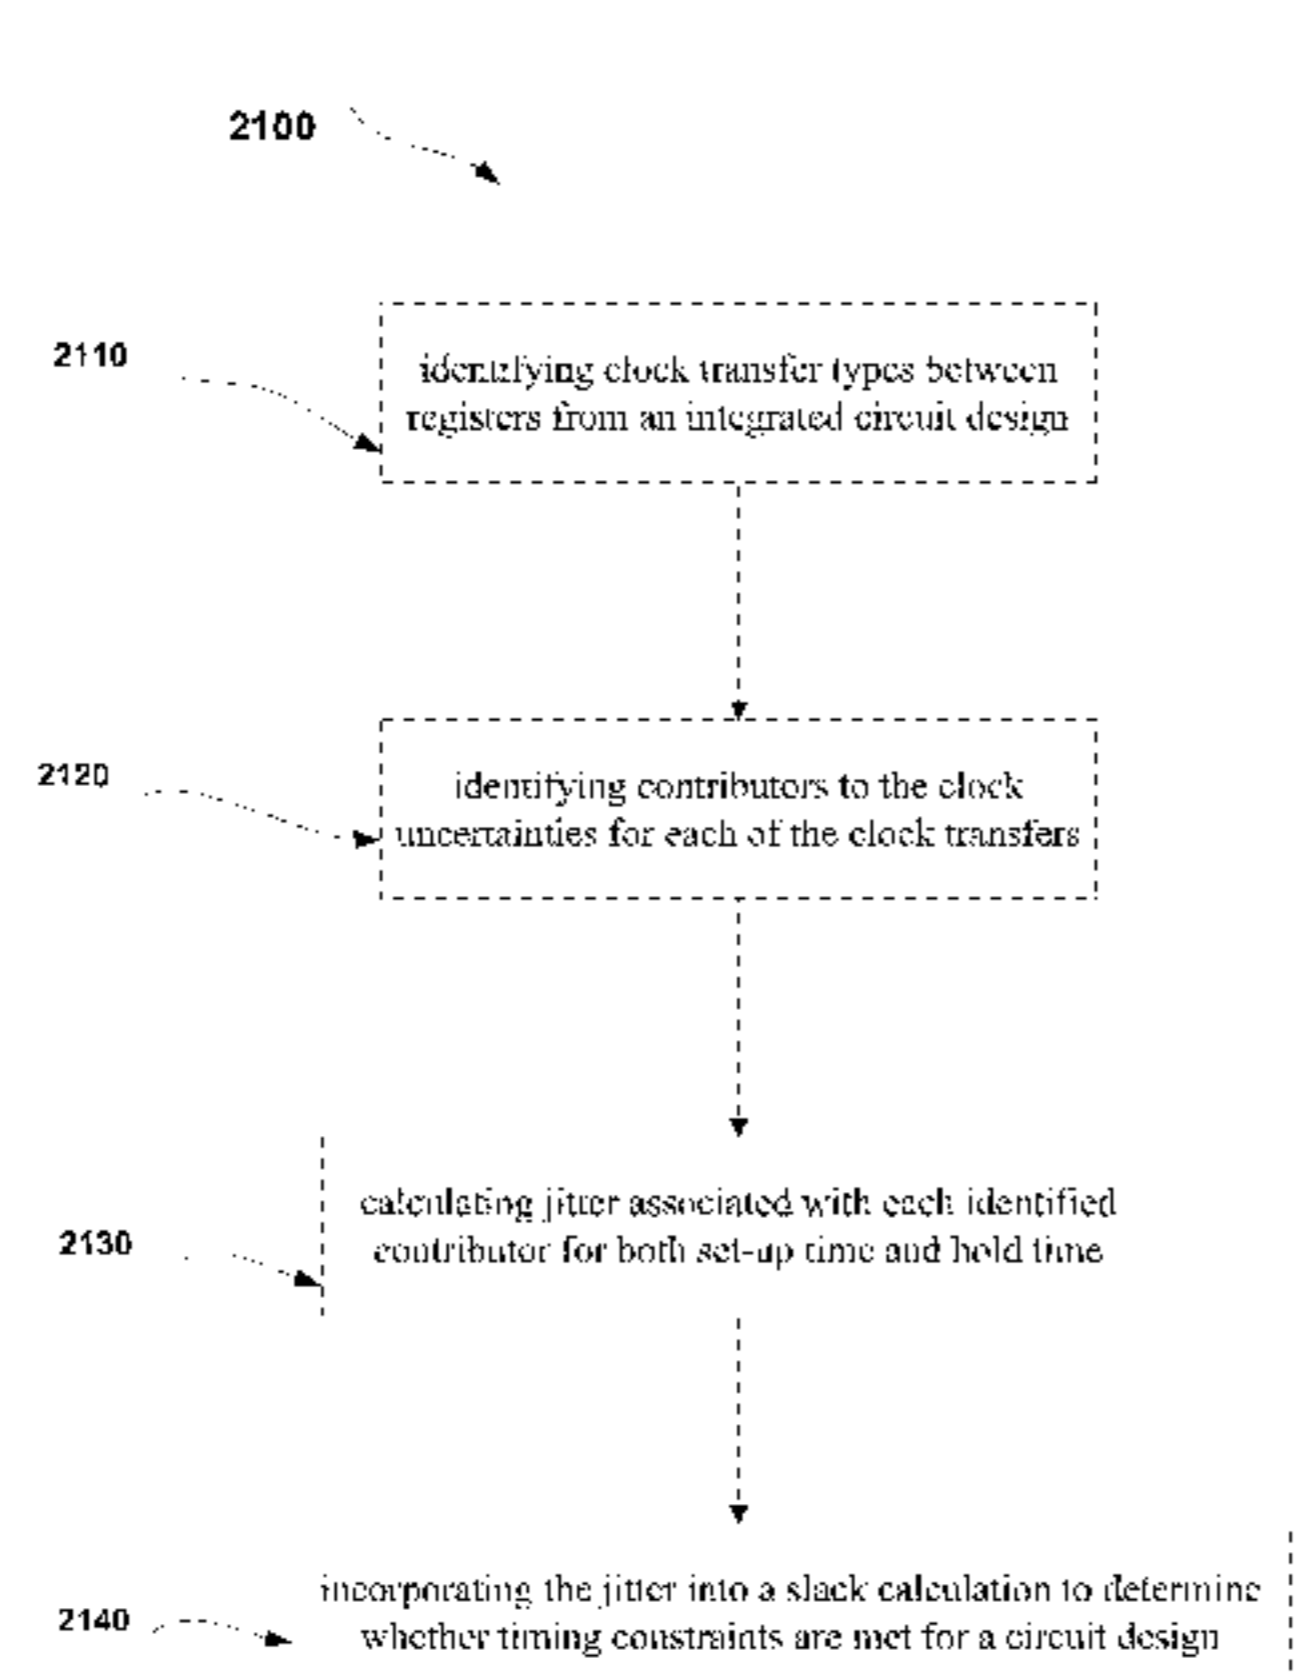 2100
2110
identifying clock transfer types between
registers from an integrated circuit design
2120
identifying contributors to the clock
uncertainties for each of the clock transfers
2130
calculating jitter associated with each identified
contributor for both set-up time and hold time
2140
incorporating the jitter into a slack calculation to determine
whether timing constraints are met for a circuit design